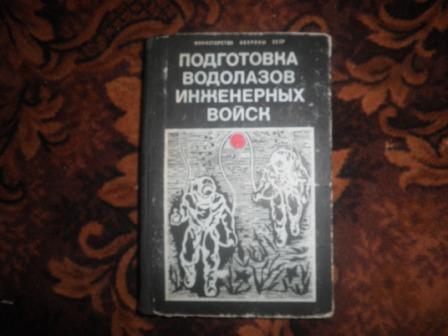 МИНИСТЕРСТВО ОБОРОНЫ СССР
ПОДГОТОВКА
ВОДОЛАЗОВ
ИНЖЕНЕРНЫХ
ВОЙСК